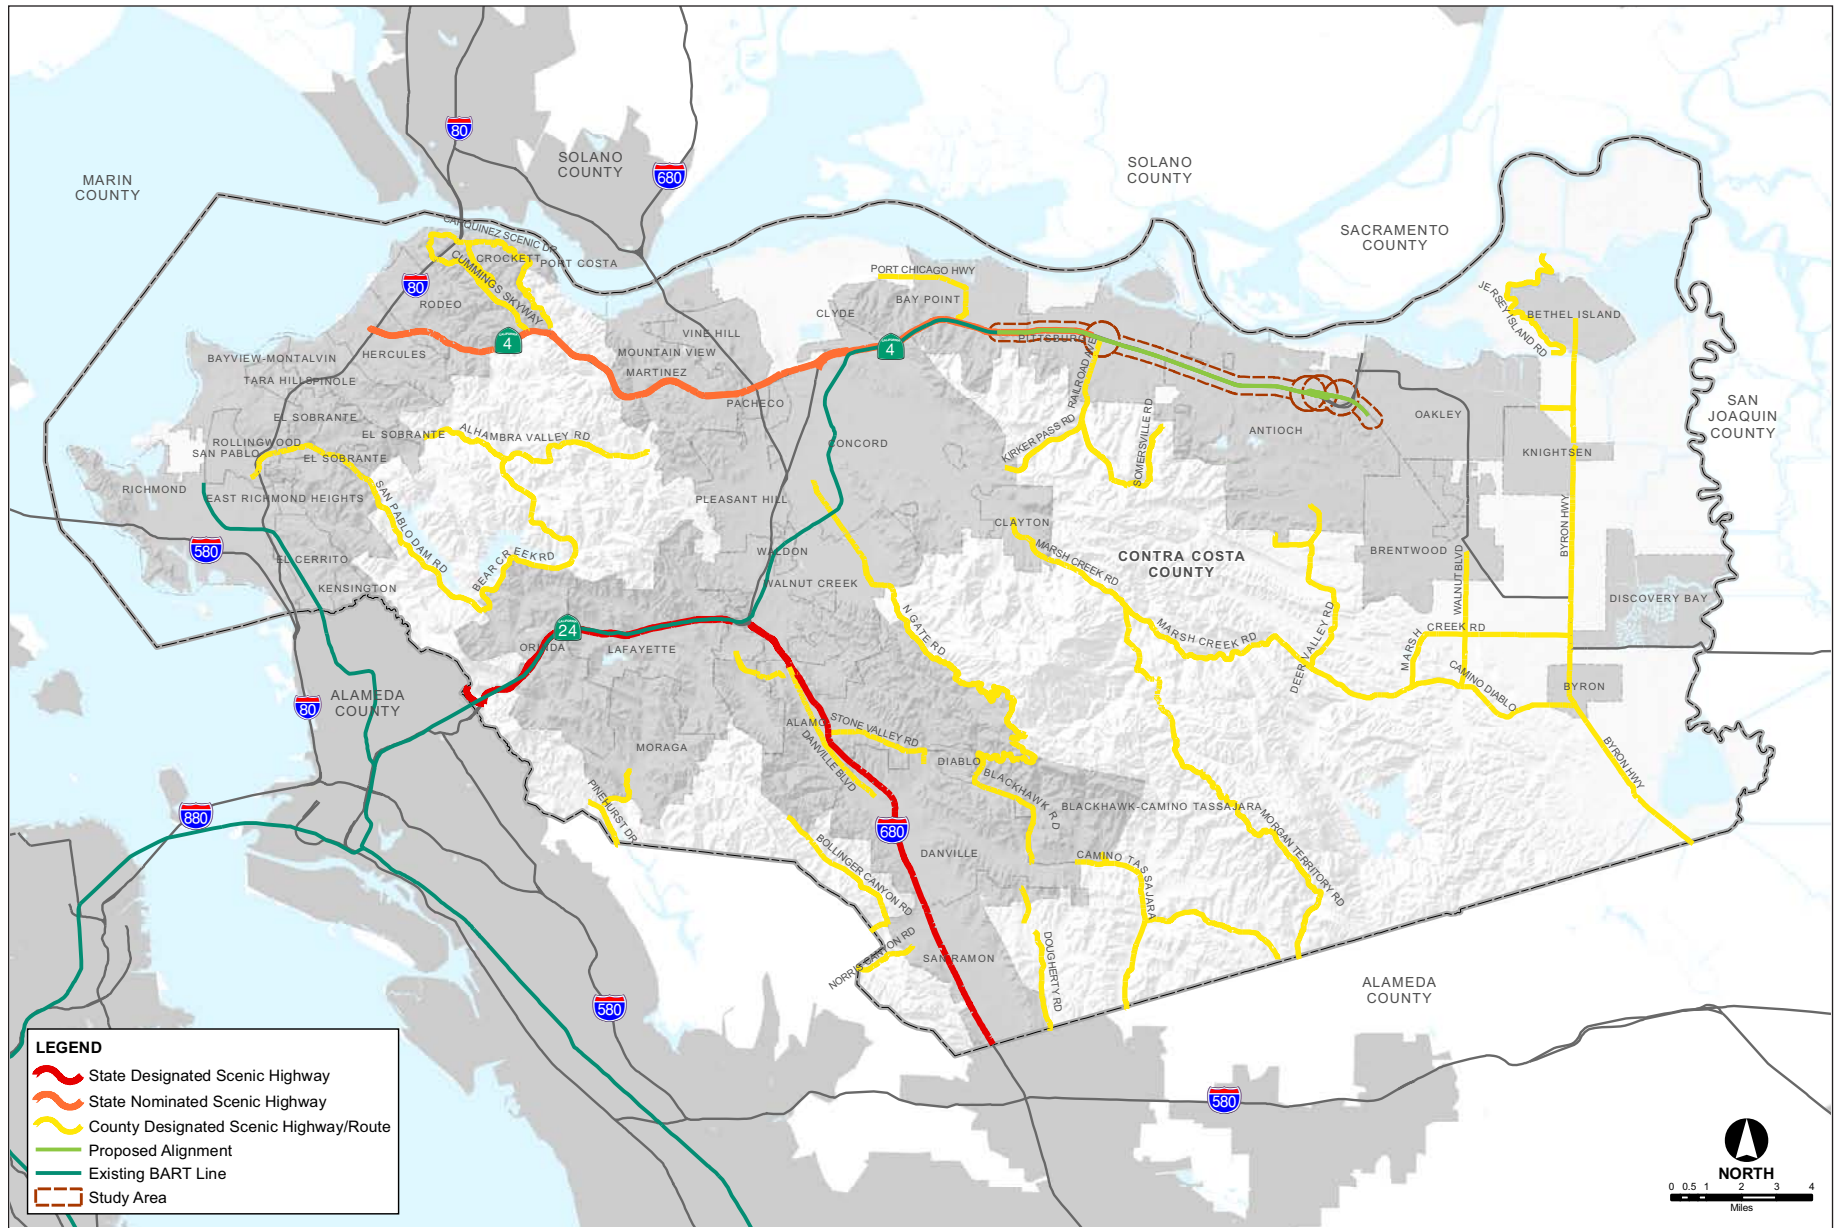 MARIN
COUNTY
SOLANO
COUNTY
SOLANO
COUNTY
SACRAMENTO
COUNTY
SAN
JOAQUIN
COUNTY
80
680
CARQUINEZ SCENIC DR
CROCKETT
PORT COSTA
CUMMINGS SKYWAY
80
RODEO
PORT CHICAGO HWY
BAY POINT
CLYDE
JERSEY ISLAND RD
BETHEL ISLAND
CALIFORNIA
4
HERCULES
VINE HILL
MOUNTAIN VIEW
MARTINEZ
PACHECO
CALIFORNIA
4
PITTSBURG
RAILROAD AVE
BAYVIEW-MONTALVIN
TARA HILLS
PINOLE
EL SOBRANTE
EL SOBRANTE
ALHAMBRA VALLEY RD
ROLLINGWOOD
SAN PABLO
EL SOBRANTE
RICHMOND
EAST RICHMOND HEIGHTS
SAN PABLO DAM RD
CONCORD
KIRKER PASS RD
SOMERSVILLE RD
ANTIOCH
OAKLEY
KNIGHTSEN
PLEASANT HILL
CLAYTON
580
EL CERRITO
KENSINGTON
BEAR CREEK RD
WALDON
WALNUT CREEK
MARSH CREEK RD
CONTRA COSTA
COUNTY
BRENTWOOD
WALNUT BLVD
BYRON HWY
DISCOVERY BAY
CALIFORNIA
24
ORINDA
LAFAYETTE
N GATE RD
MARSH CREEK RD
DEER VALLEY RD
MARSH
CREEK RD
CAMINO DIABLO
BYRON
ALAMEDA
COUNTY
80
MORAGA
ALAMO
STONE VALLEY RD
DANVILLE BLVD
DIABLO
BLACKHAWK RD
BLACKHAWK-CAMINO TASSAJARA
BYRON HWY
PINEHURST DR
880
680
BOLLINGER CANYON RD
DANVILLE
CAMINO TASSAJARA
MORGAN TERRITORY RD
NORRIS CANYON RD
SAN RAMON
DOUGHERTY RD
ALAMEDA
COUNTY
580
580
LEGEND
State Designated Scenic Highway
State Nominated Scenic Highway
County Designated Scenic Highway/Route
Proposed Alignment
Existing BART Line
Study Area
NORTH
0 0.5 1 2 3 4
Miles